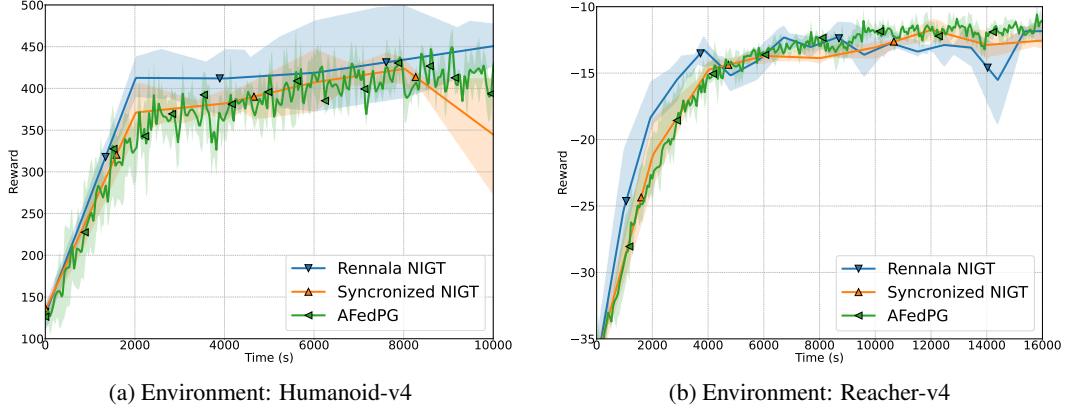 500
450
400
350
300
250
200
150
100
Reward
0 2000 4000 6000 8000 10000
Time (s)
Rennala NIGT
Syncronized NIGT
AFedPG
(a) Environment: Humanoid-v4
−10
−15
−20
−25
−30
−35
Reward
0 2000 4000 6000 8000 10000 12000 14000 16000
Time (s)
Rennala NIGT
Syncronized NIGT
AFedPG
(b) Environment: Reacher-v4